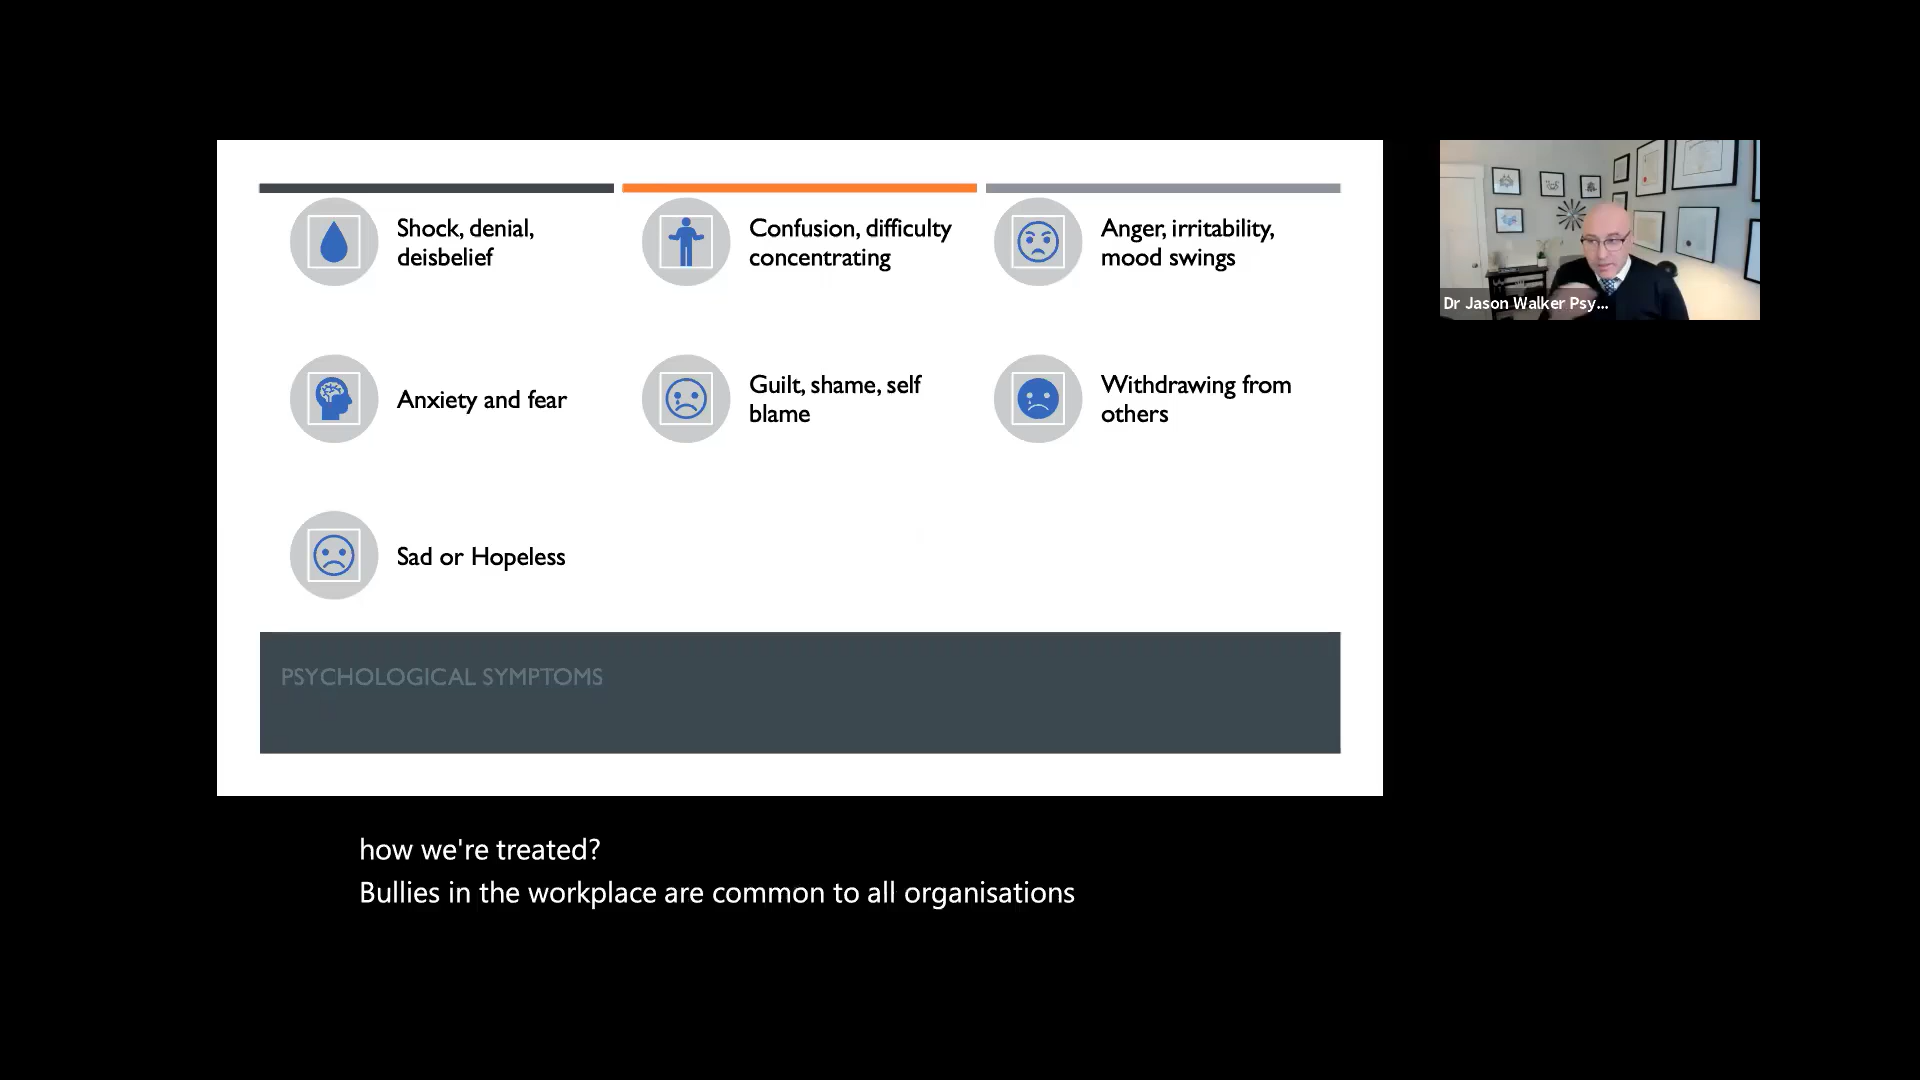 Shock, denial,
deisbelief
Confusion, difficulty
concentrating
Anger, irritability,
mood swings
Anxiety and fear
Guilt, shame, self
blame
Withdrawing from
others
Sad or Hopeless
PSYCHOLOGICAL SYMPTOMS
Dr Jason Walker Psy...
how we're treated?
Bullies in the workplace are common to all organisations